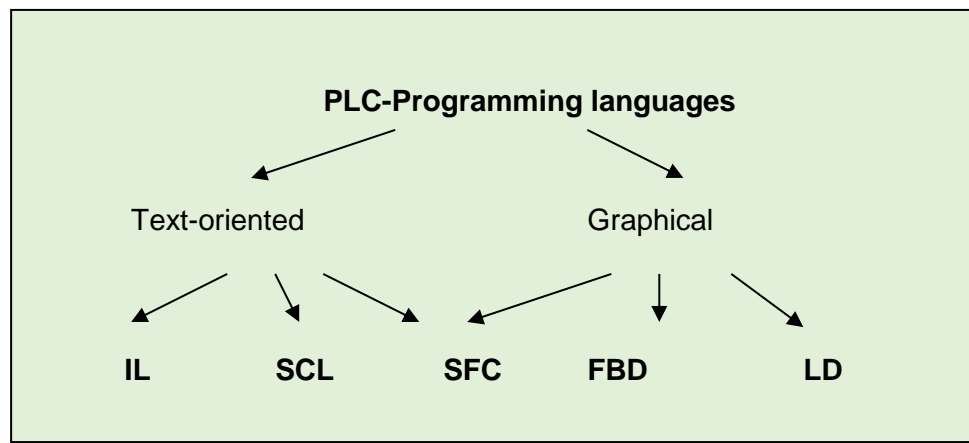 PLC-Programming languages
Text-oriented Graphical
IL SCL SFC FBD LD